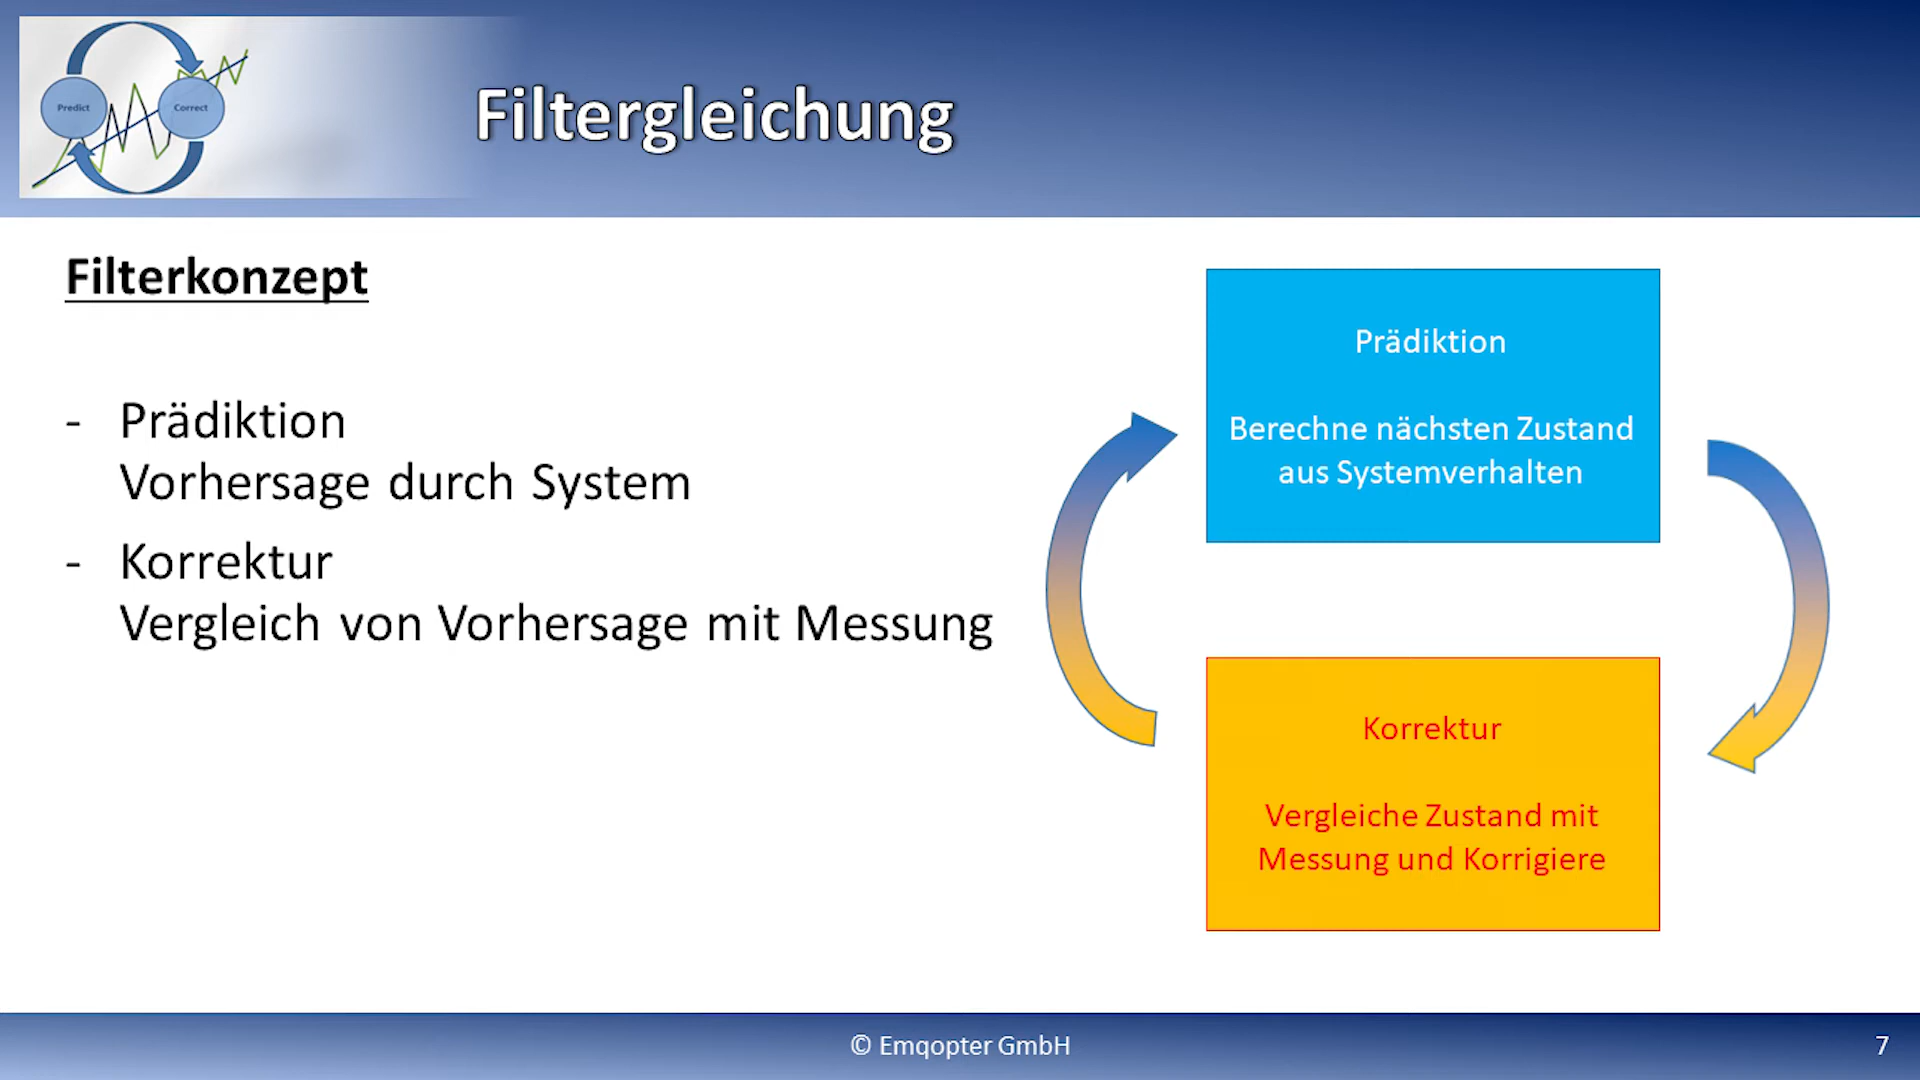 Predict
Correct
Filtergleichung
Filterkonzept
- Prädiktion
Vorhersage durch System
- Korrektur
Vergleich von Vorhersage mit Messung
Prädiktion
Berechne nächsten Zustand
aus Systemverhalten
Korrektur
Vergleiche Zustand mit
Messung und Korrigiere
© Emqopter GmbH
7